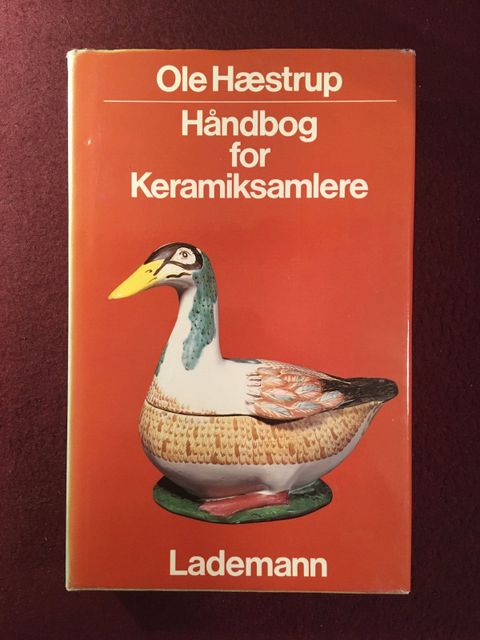 Ole Hæstrup
Håndbog
for
Keramiksamlere
Lademann